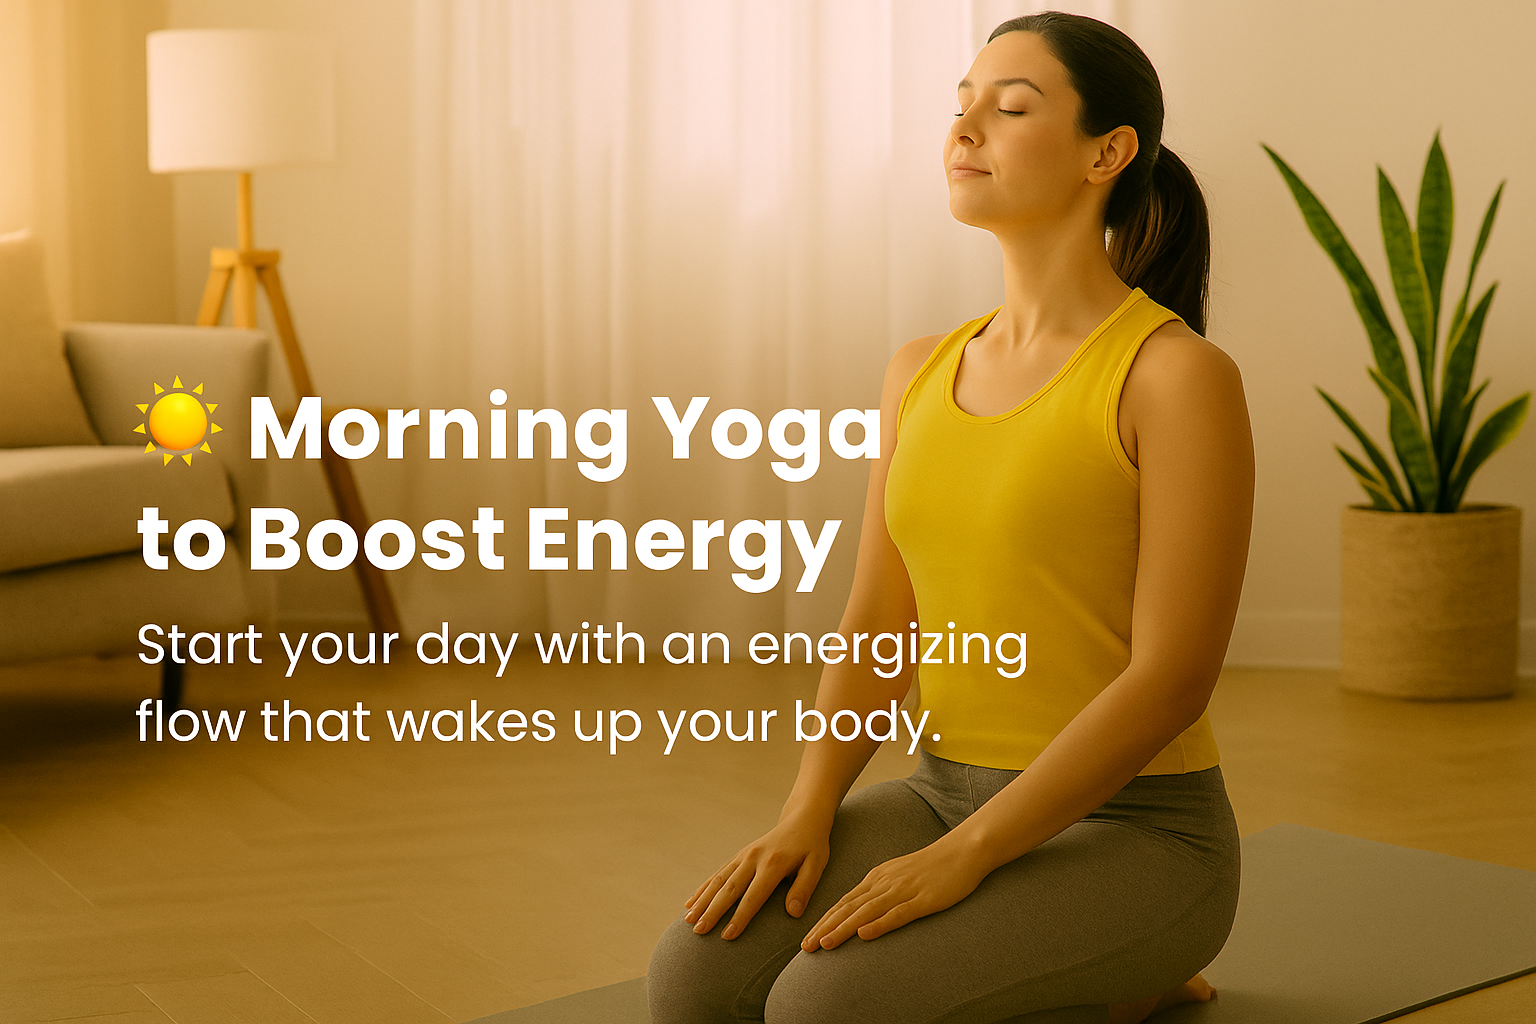 ☀️ Morning Yoga
to Boost Energy
Start your day with an energizing
flow that wakes up your body.